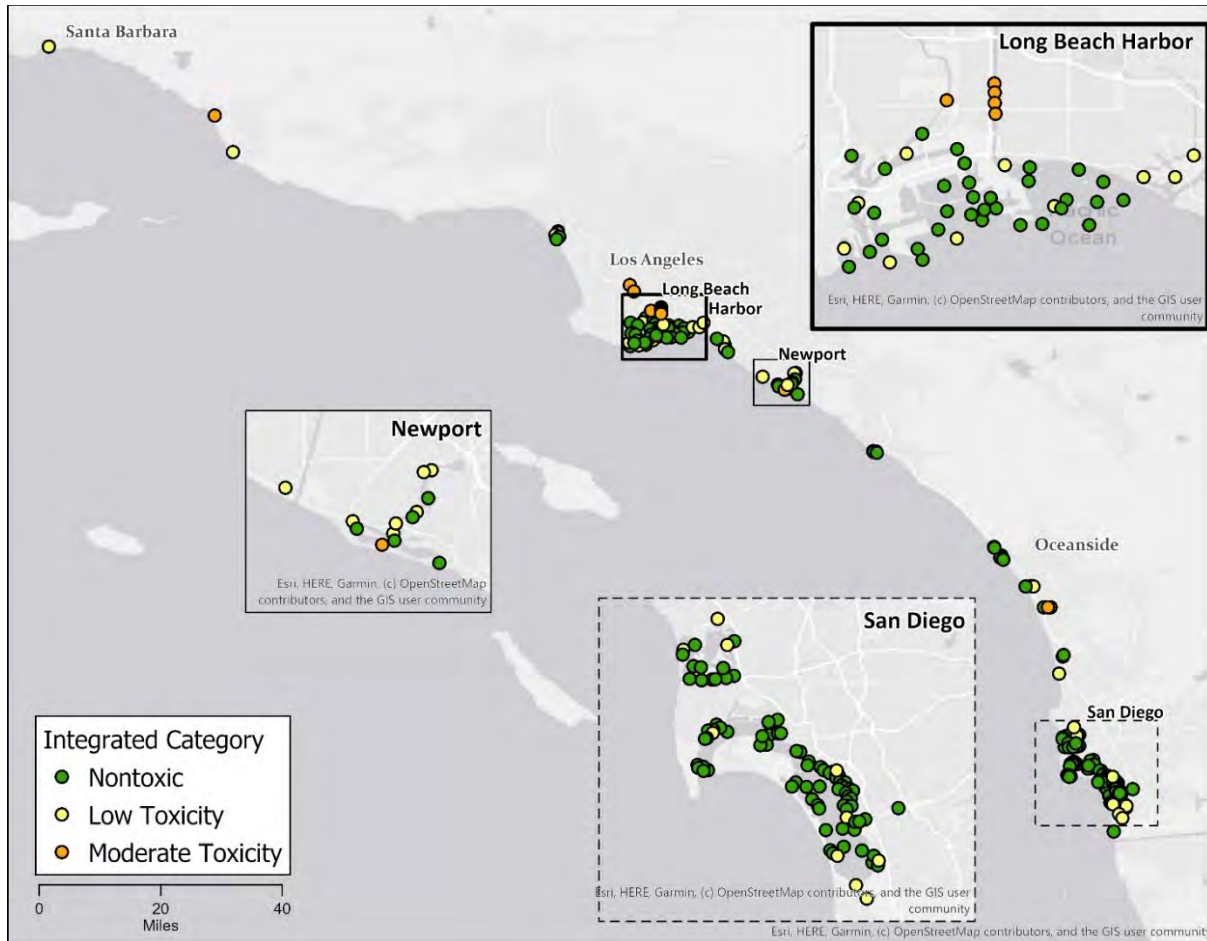 Santa Barbara
Long Beach Harbor
Ocean
Esri, HERE, Garmin, (c) OpenStreetMap contributors, and the GIS user
community
Los Angeles
Long Beach
Harbor
Newport
Newport
Esri, HERE, Garmin, (c) OpenStreetMap
contributors, and the GIS user community
Oceanside
San Diego
San Diego
Esri, HERE, Garmin, (c) OpenStreetMap contributors, and the GIS user
community
Integrated Category
Nontoxic
Low Toxicity
Moderate Toxicity
0 20 40
Miles
Esri, HERE, Garmin, (c) OpenStreetMap contributors, and the GIS user community